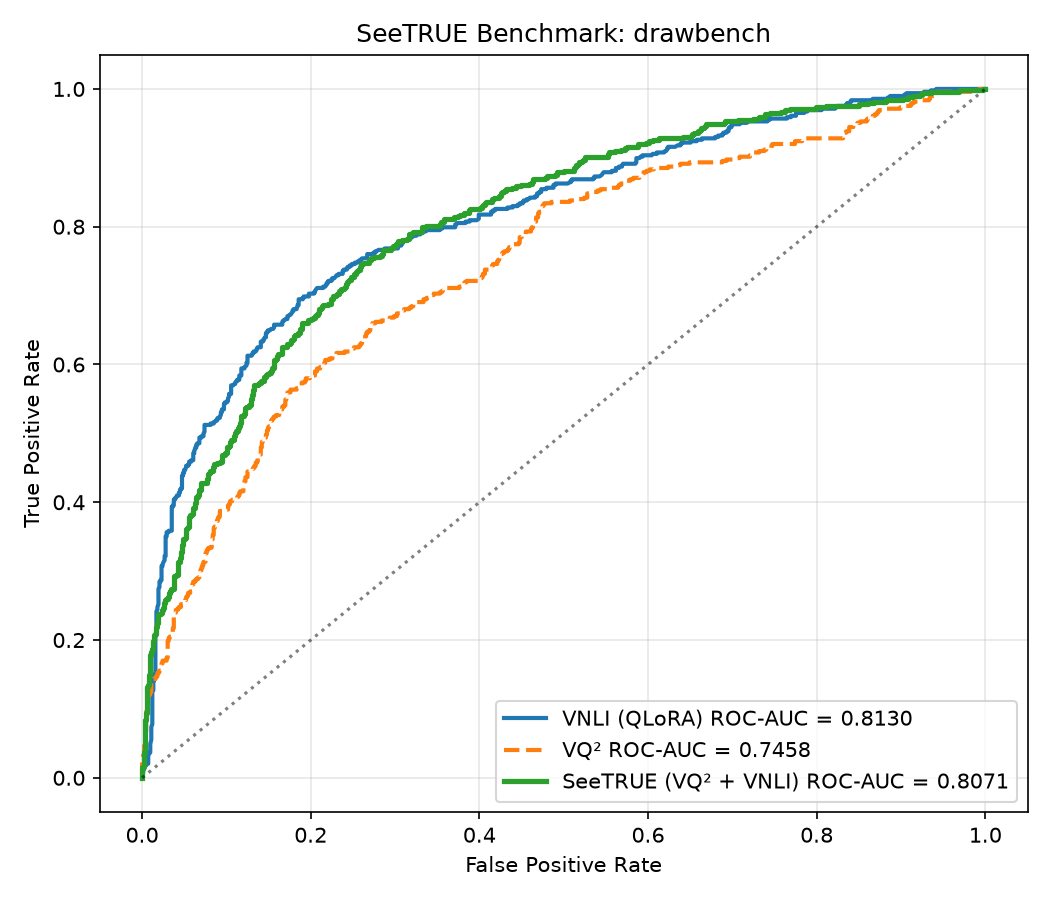 SeeTRUE Benchmark: drawbench
True Positive Rate
1.0
0.8
0.6
0.4
0.2
0.0
VNLI (QLoRA) ROC-AUC = 0.8130
VQ² ROC-AUC = 0.7458
SeeTRUE (VQ² + VNLI) ROC-AUC = 0.8071
0.0 0.2 0.4 0.6 0.8 1.0
False Positive Rate